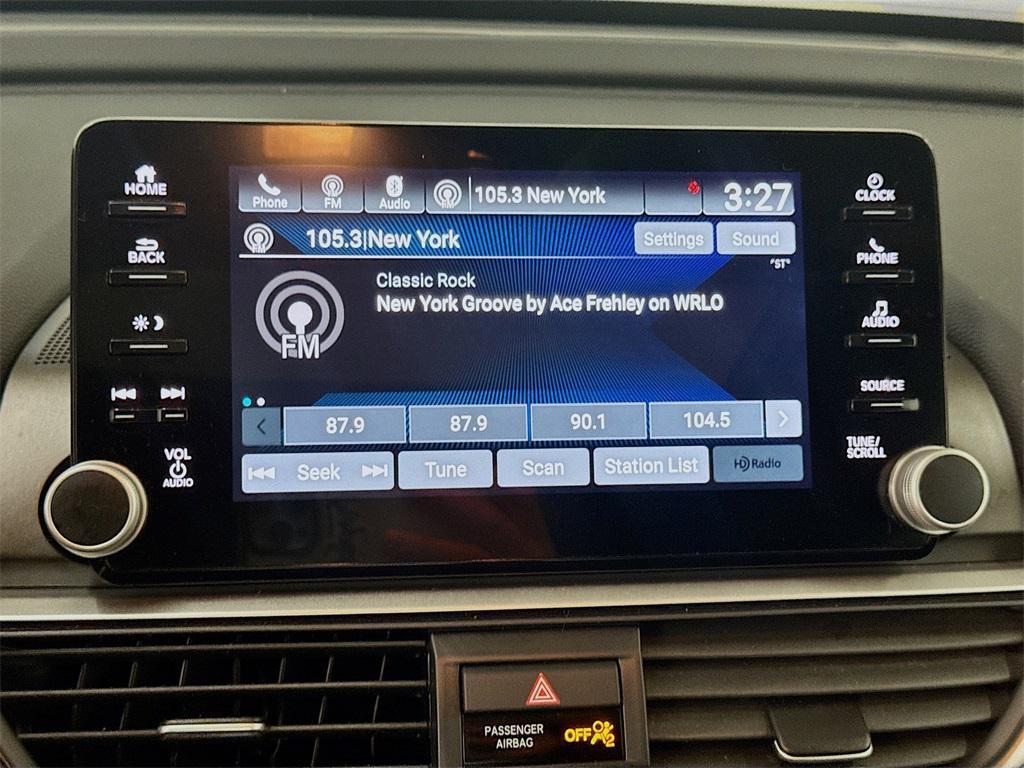 HOME
BACK
VOL
AUDIO
Phone
FM
Audio
105.3 New York
3:27
105.3|New York
Settings
Sound
"ST"
Classic Rock
New York Groove by Ace Frehley on WRLO
FM
87.9
87.9
90.1
104.5
Seek
Tune
Scan
Station List
HD Radio
CLOCK
PHONE
AUDIO
SOURCE
TUNE/
SCROLL
PASSENGER
AIRBAG
OFF
2